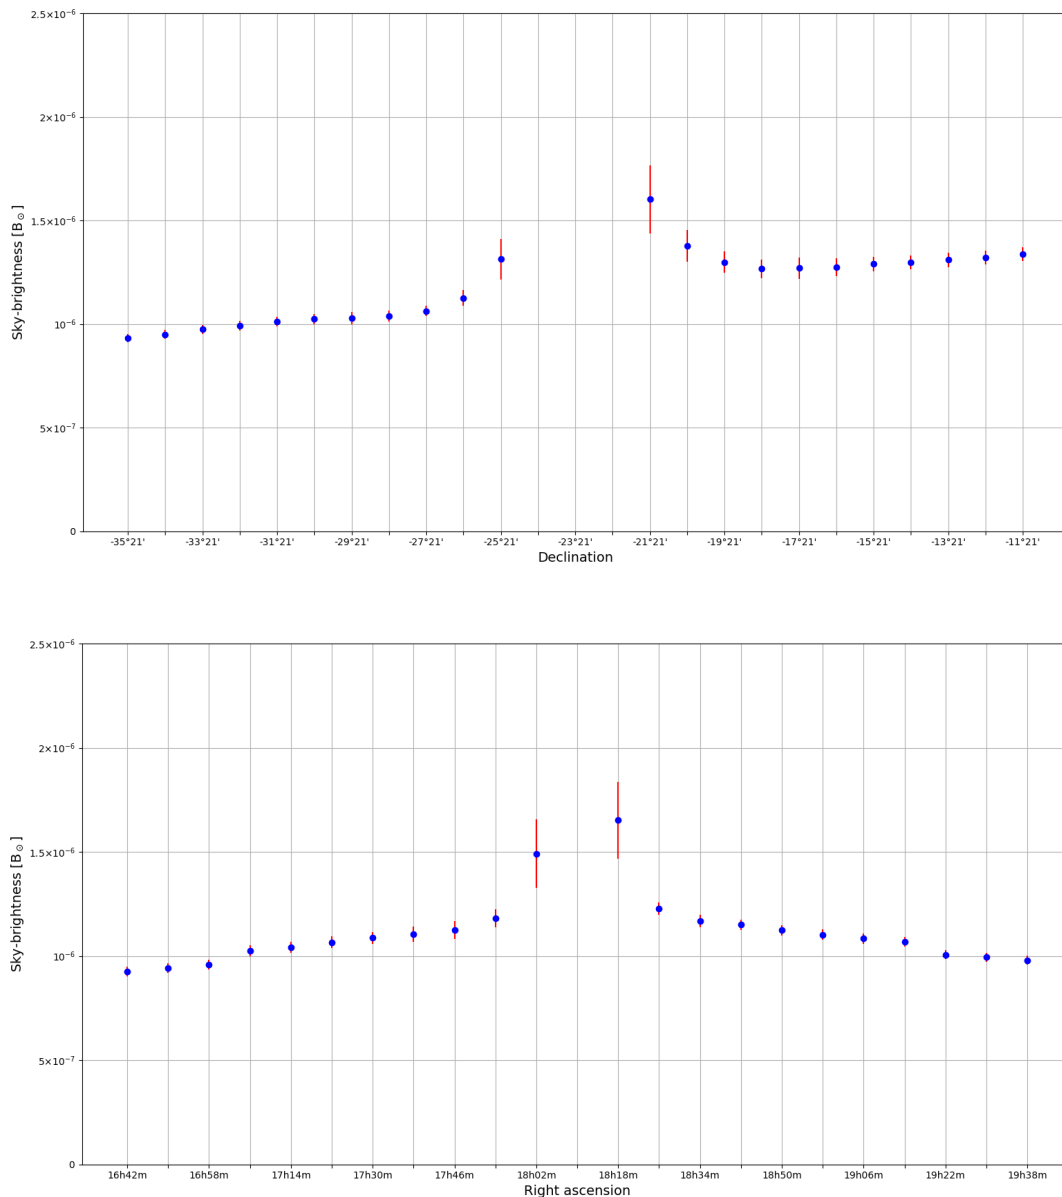 2.5×10⁻⁶
2×10⁻⁶
1.5×10⁻⁶
10⁻⁶
5×10⁻⁷
0
Sky-brightness [B⊙]
-35°21' -33°21' -31°21' -29°21' -27°21' -25°21' -23°21' -21°21' -19°21' -17°21' -15°21' -13°21' -11°21'
Declination
2.5×10⁻⁶
2×10⁻⁶
1.5×10⁻⁶
10⁻⁶
5×10⁻⁷
0
Sky-brightness [B⊙]
16h42m 16h58m 17h14m 17h30m 17h46m 18h02m 18h18m 18h34m 18h50m 19h06m 19h22m 19h38m
Right ascension